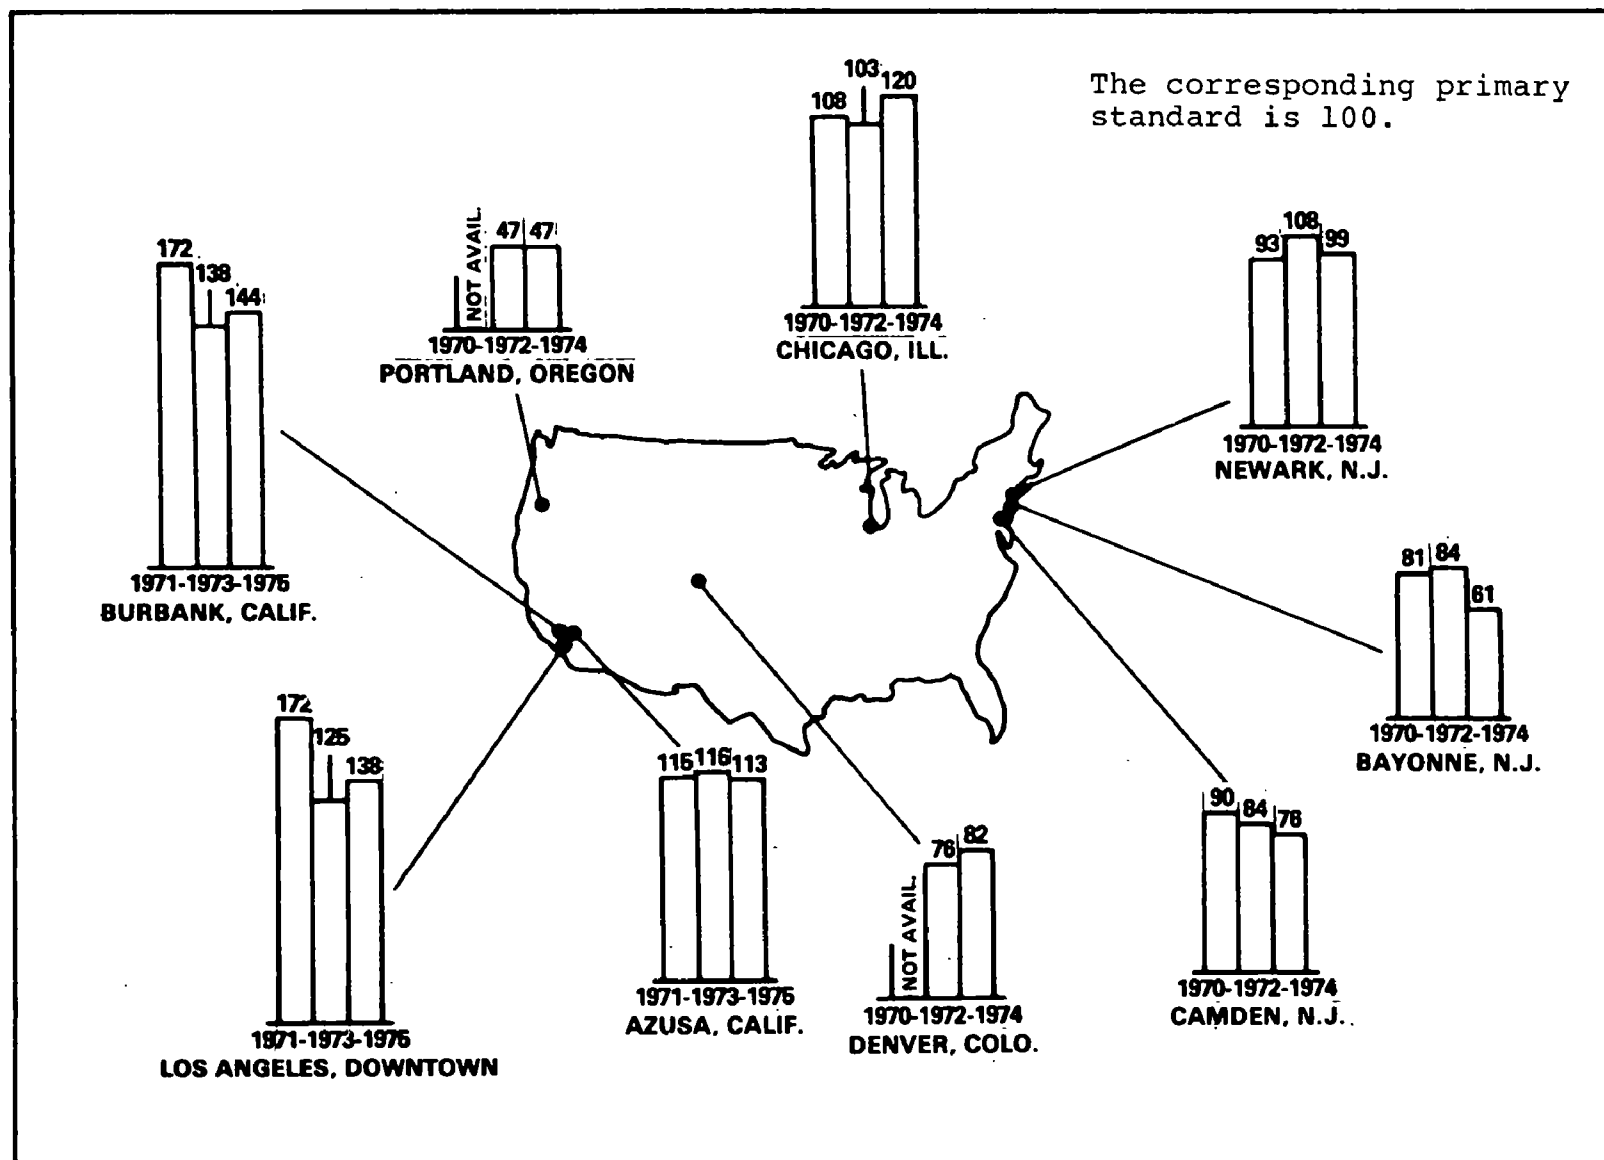 The corresponding primary
standard is 100.
108 103 120
1970-1972-1974
CHICAGO, ILL.
NOT AVAIL. 47 47
1970-1972-1974
PORTLAND, OREGON
172 138 144
1971-1973-1975
BURBANK, CALIF.
93 108 99
1970-1972-1974
NEWARK, N.J.
81 84 61
1970-1972-1974
BAYONNE, N.J.
172 125 138
1971-1973-1975
LOS ANGELES, DOWNTOWN
115 116 113
1971-1973-1975
AZUSA, CALIF.
NOT AVAIL. 76 82
1970-1972-1974
DENVER, COLO.
90 84 76
1970-1972-1974
CAMDEN, N.J.